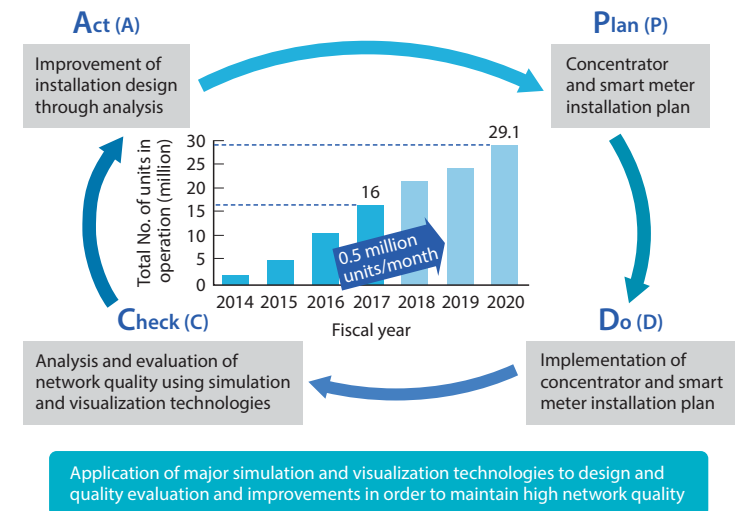 Act (A)
Improvement of
installation design
through analysis
Plan (P)
Concentrator
and smart meter
installation plan
Total No. of units in
operation (million)
30
25
20
15
10
5
0
16
29.1
0.5 million
units/month
2014 2015 2016 2017 2018 2019 2020
Fiscal year
Check (C)
Analysis and evaluation of
network quality using simulation
and visualization technologies
Do (D)
Implementation of
concentrator and smart
meter installation plan
Application of major simulation and visualization technologies to design and
quality evaluation and improvements in order to maintain high network quality